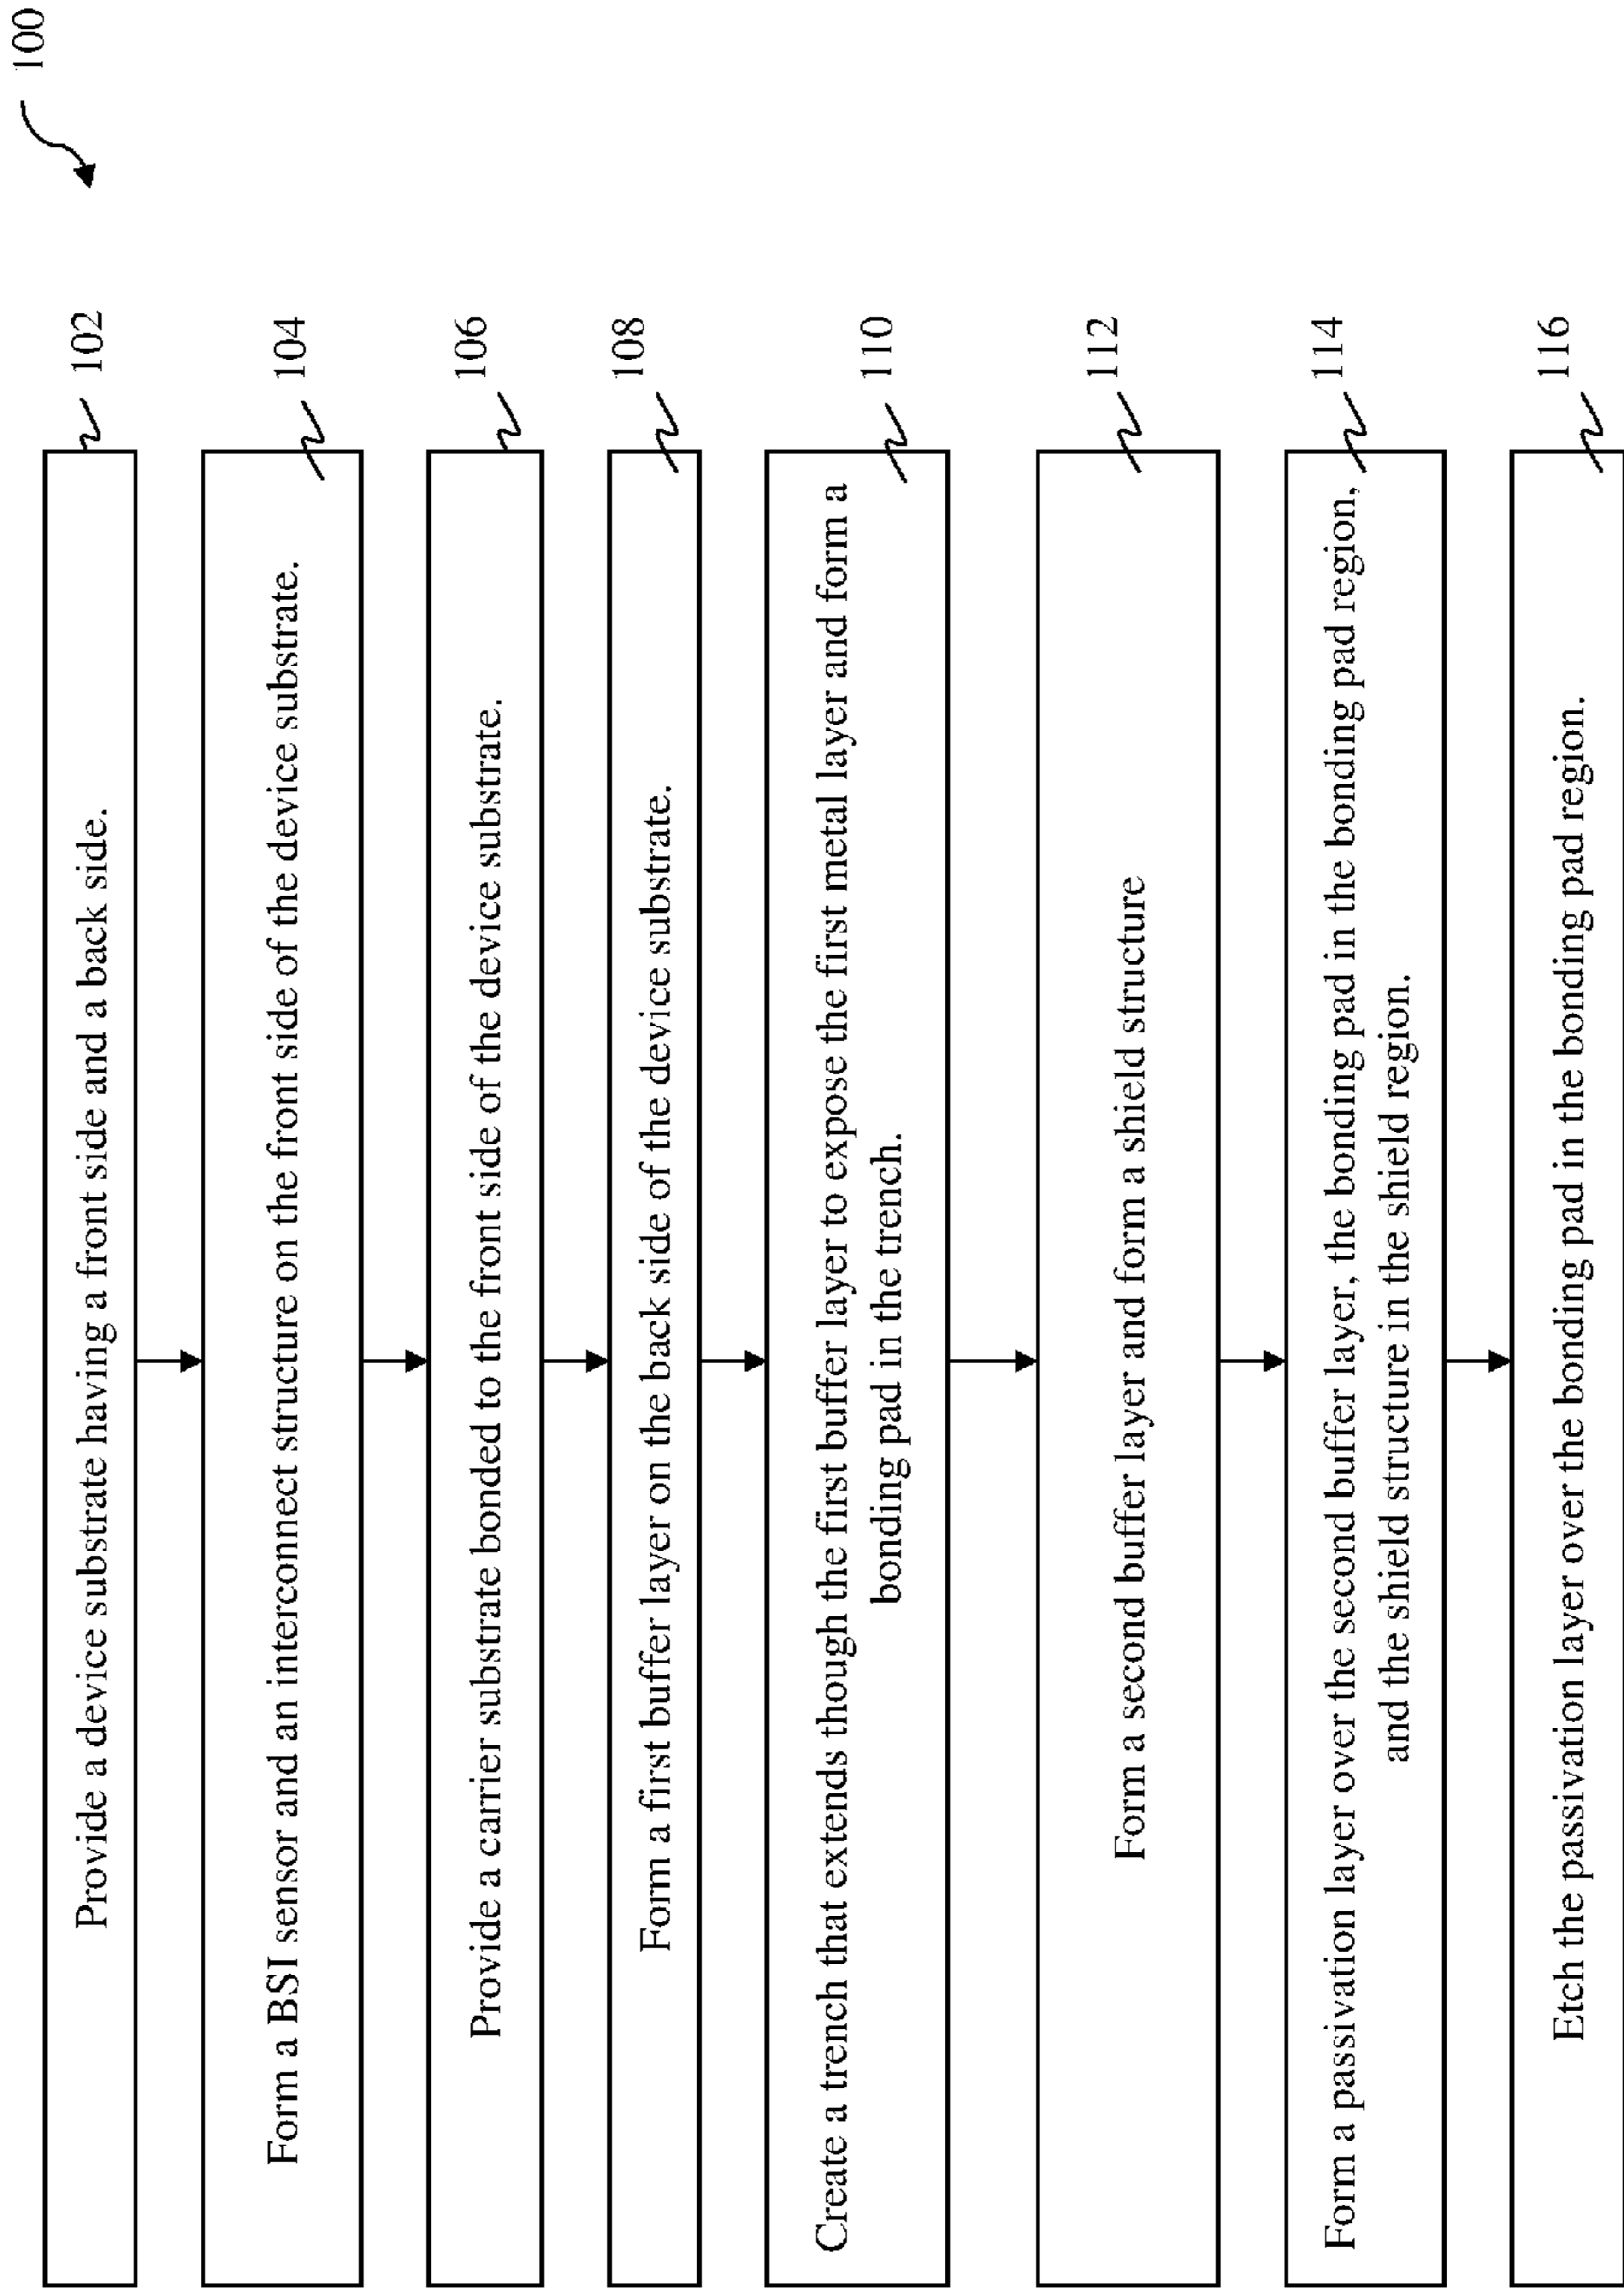 100
Provide a device substrate having a front side and a back side.
102
Form a BSI sensor and an interconnect structure on the front side of the device substrate.
104
Provide a carrier substrate bonded to the front side of the device substrate.
106
Form a first buffer layer on the back side of the device substrate.
108
Create a trench that extends though the first buffer layer to expose the first metal layer and form a
bonding pad in the trench.
110
Form a second buffer layer and form a shield structure
112
Form a passivation layer over the second buffer layer, the bonding pad in the bonding pad region,
and the shield structure in the shield region.
114
Etch the passivation layer over the bonding pad in the bonding pad region.
116